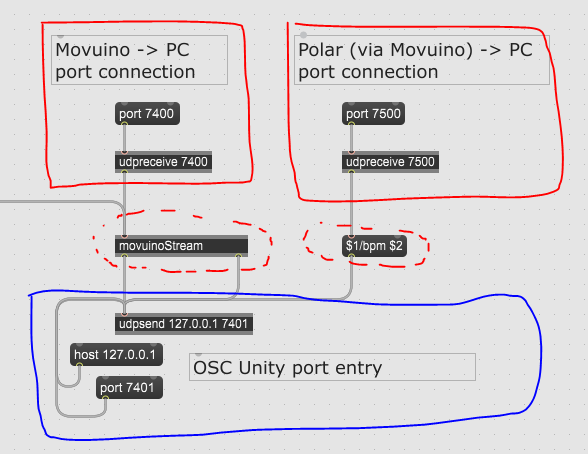 Movuino -> PC
port connection
Polar (via Movuino) -> PC
port connection
port 7400
port 7500
udpreceive 7400
udpreceive 7500
movuinoStream
$1/bpm $2
udpsend 127.0.0.1 7401
host 127.0.0.1
OSC Unity port entry
port 7401